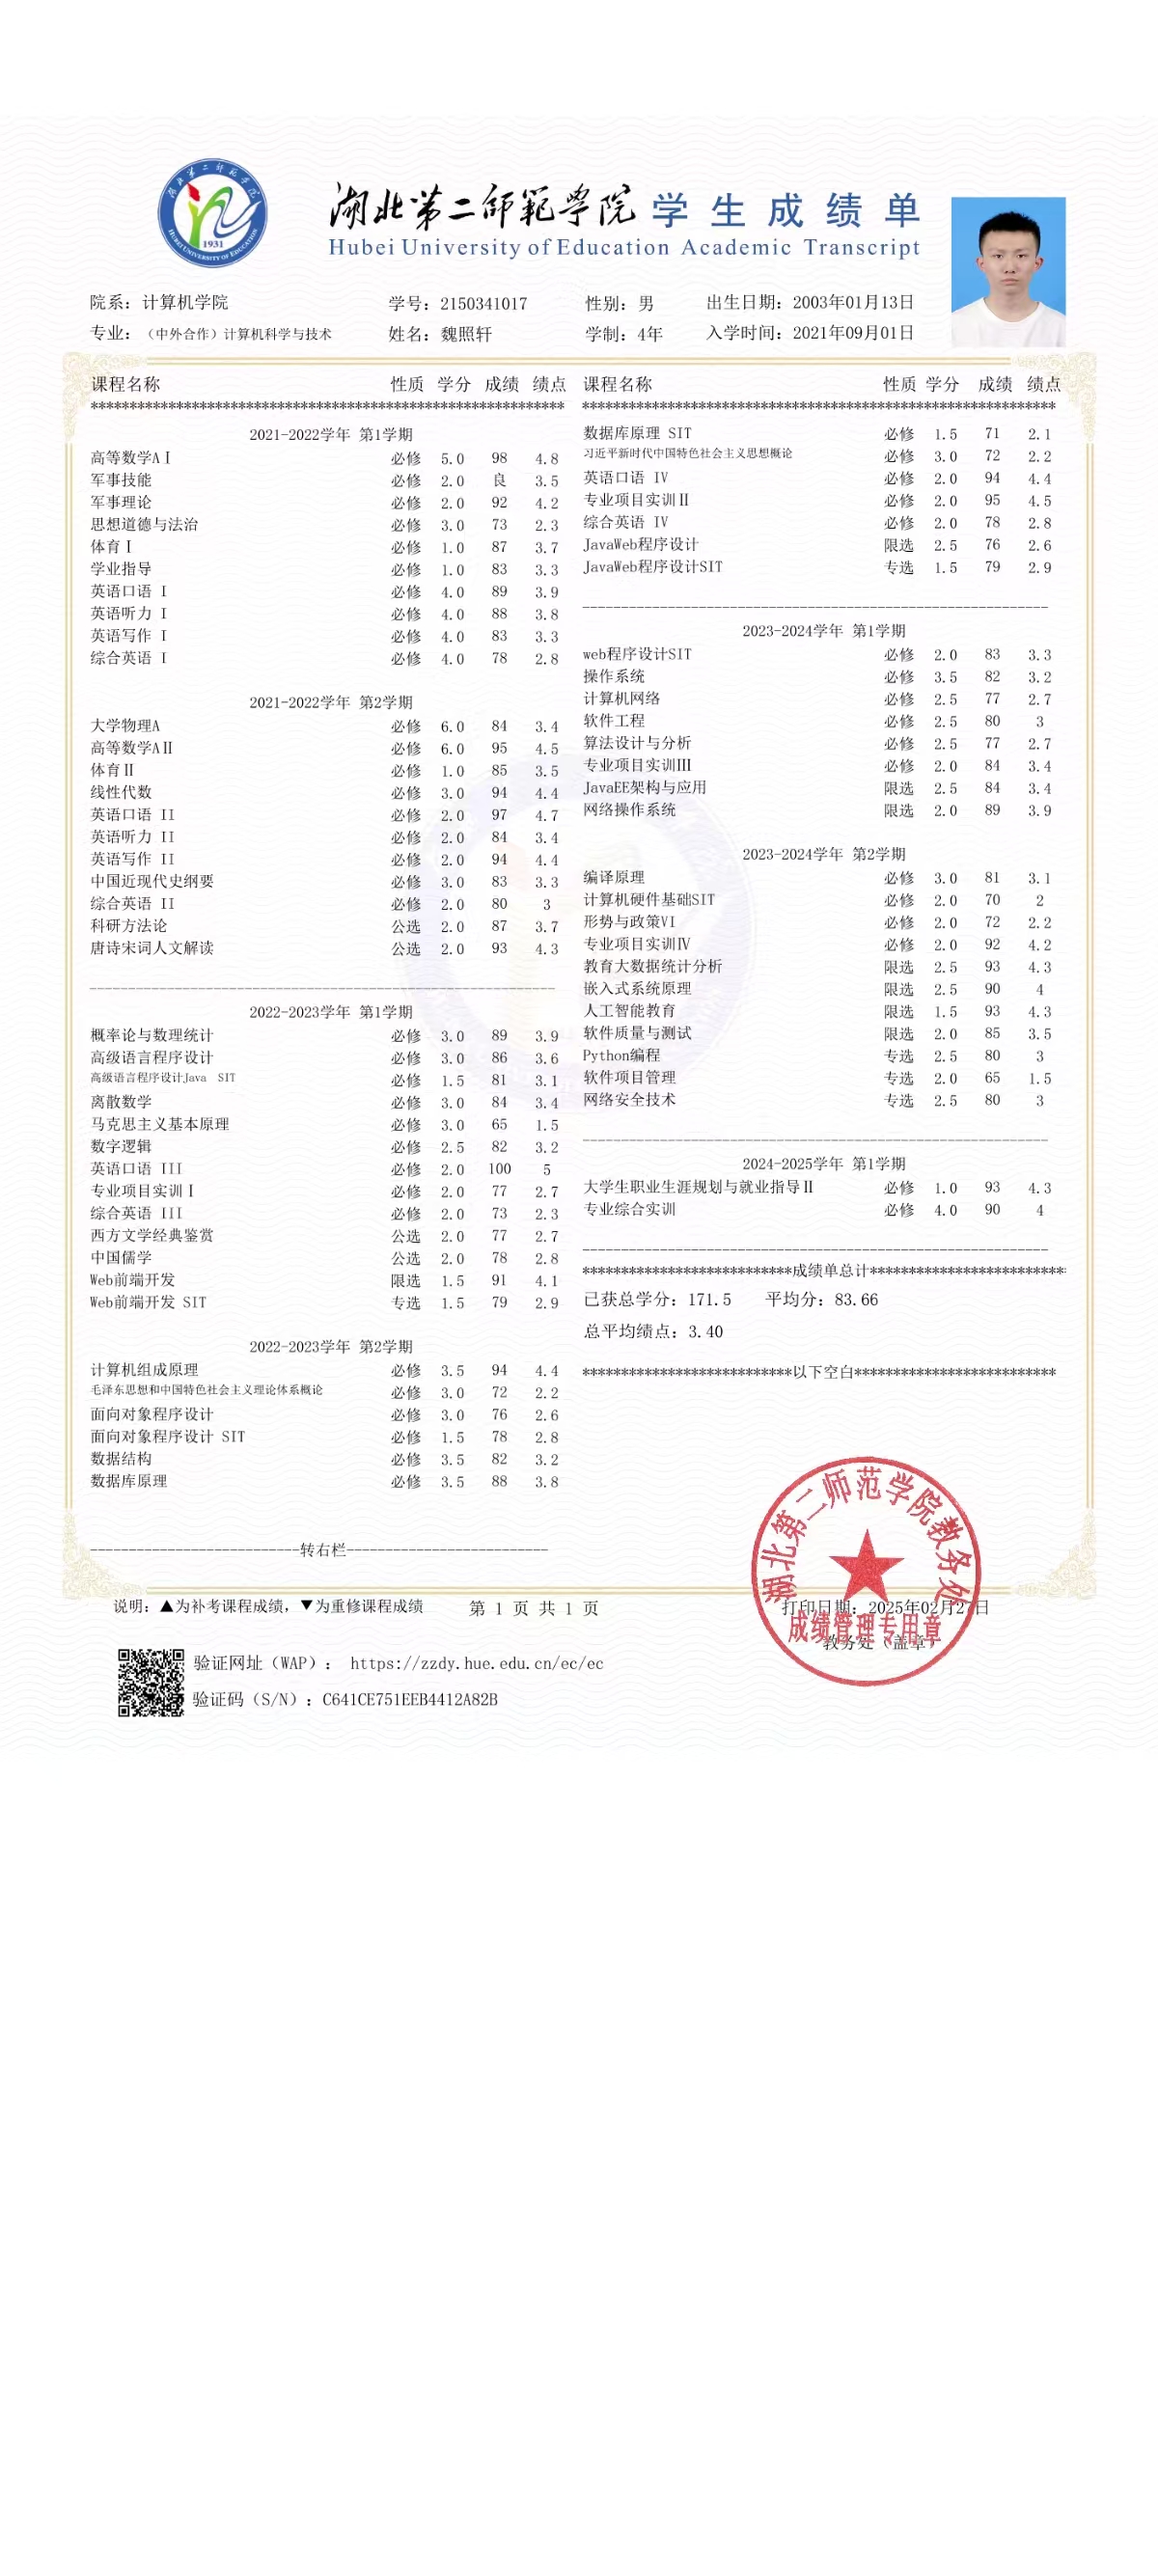 湖北第二师范学院
1931
HUBEI UNIVERSITY OF EDUCATION
湖北第二師範学院 学生成绩单
Hubei University of Education Academic Transcript
院系：计算机学院 学号：2150341017 性别：男 出生日期：2003年01月13日
专业：（中外合作）计算机科学与技术 姓名：魏照轩 学制：4年 入学时间：2021年09月01日
课程名称 性质 学分 成绩 绩点
*************************************************************
2021-2022学年 第1学期
高等数学AⅠ 必修 5.0 98 4.8
军事技能 必修 2.0 良 3.5
军事理论 必修 2.0 92 4.2
思想道德与法治 必修 3.0 73 2.3
体育Ⅰ 必修 1.0 87 3.7
学业指导 必修 1.0 83 3.3
英语口语 I 必修 4.0 89 3.9
英语听力 I 必修 4.0 88 3.8
英语写作 I 必修 4.0 83 3.3
综合英语 I 必修 4.0 78 2.8
2021-2022学年 第2学期
大学物理A 必修 6.0 84 3.4
高等数学AⅡ 必修 6.0 95 4.5
体育Ⅱ 必修 1.0 85 3.5
线性代数 必修 3.0 94 4.4
英语口语 II 必修 2.0 97 4.7
英语听力 II 必修 2.0 84 3.4
英语写作 II 必修 2.0 94 4.4
中国近现代史纲要 必修 3.0 83 3.3
综合英语 II 必修 2.0 80 3
科研方法论 公选 2.0 87 3.7
唐诗宋词人文解读 公选 2.0 93 4.3
------------------------------------------------------------
2022-2023学年 第1学期
概率论与数理统计 必修 3.0 89 3.9
高级语言程序设计 必修 3.0 86 3.6
高级语言程序设计Java SIT 必修 1.5 81 3.1
离散数学 必修 3.0 84 3.4
马克思主义基本原理 必修 3.0 65 1.5
数字逻辑 必修 2.5 82 3.2
英语口语 III 必修 2.0 100 5
专业项目实训Ⅰ 必修 2.0 77 2.7
综合英语 III 必修 2.0 73 2.3
西方文学经典鉴赏 公选 2.0 77 2.7
中国儒学 公选 2.0 78 2.8
Web前端开发 限选 1.5 91 4.1
Web前端开发 SIT 专选 1.5 79 2.9
2022-2023学年 第2学期
计算机组成原理 必修 3.5 94 4.4
毛泽东思想和中国特色社会主义理论体系概论 必修 3.0 72 2.2
面向对象程序设计 必修 3.0 76 2.6
面向对象程序设计 SIT 必修 1.5 78 2.8
数据结构 必修 3.5 82 3.2
数据库原理 必修 3.5 88 3.8
---------------------------转右栏--------------------------
课程名称 性质 学分 成绩 绩点
*************************************************************
数据库原理 SIT 必修 1.5 71 2.1
习近平新时代中国特色社会主义思想概论 必修 3.0 72 2.2
英语口语 IV 必修 2.0 94 4.4
专业项目实训Ⅱ 必修 2.0 95 4.5
综合英语 IV 必修 2.0 78 2.8
JavaWeb程序设计 限选 2.5 76 2.6
JavaWeb程序设计SIT 专选 1.5 79 2.9
------------------------------------------------------------
2023-2024学年 第1学期
web程序设计SIT 必修 2.0 83 3.3
操作系统 必修 3.5 82 3.2
计算机网络 必修 2.5 77 2.7
软件工程 必修 2.5 80 3
算法设计与分析 必修 2.5 77 2.7
专业项目实训Ⅲ 必修 2.0 84 3.4
JavaEE架构与应用 限选 2.5 84 3.4
网络操作系统 限选 2.0 89 3.9
2023-2024学年 第2学期
编译原理 必修 3.0 81 3.1
计算机硬件基础SIT 必修 2.0 70 2
形势与政策VI 必修 2.0 72 2.2
专业项目实训Ⅳ 必修 2.0 92 4.2
教育大数据统计分析 限选 2.5 93 4.3
嵌入式系统原理 限选 2.5 90 4
人工智能教育 限选 1.5 93 4.3
软件质量与测试 限选 2.0 85 3.5
Python编程 专选 2.5 80 3
软件项目管理 专选 2.0 65 1.5
网络安全技术 专选 2.5 80 3
------------------------------------------------------------
2024-2025学年 第1学期
大学生职业生涯规划与就业指导Ⅱ 必修 1.0 93 4.3
专业综合实训 必修 4.0 90 4
------------------------------------------------------------
***************************成绩单总计*************************
已获总学分：171.5 平均分：83.66
总平均绩点：3.40
***************************以下空白**************************
湖北第二师范学院教务处
成绩管理专用章
说明：▲为补考课程成绩，▼为重修课程成绩 第 1 页 共 1 页 打印日期：2025年02月27日
教务处（盖章）
验证网址（WAP）： https://zzdy.hue.edu.cn/ec/ec
验证码（S/N）：C641CE751EEB4412A82B